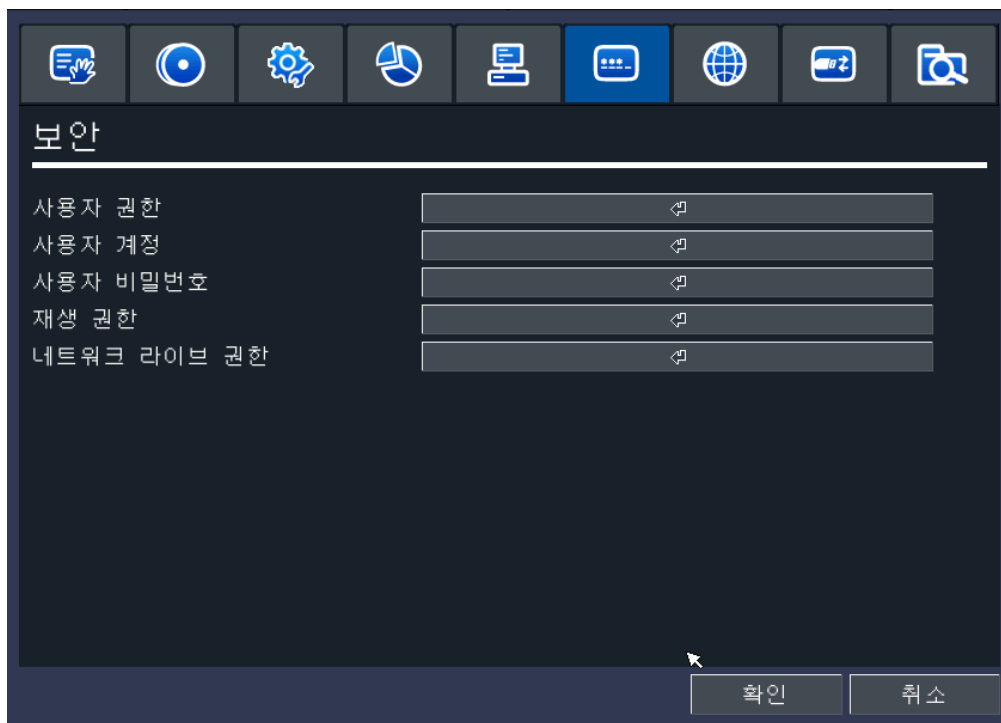 보안
사용자 권한
사용자 계정
사용자 비밀번호
재생 권한
네트워크 라이브 권한
확인
취소